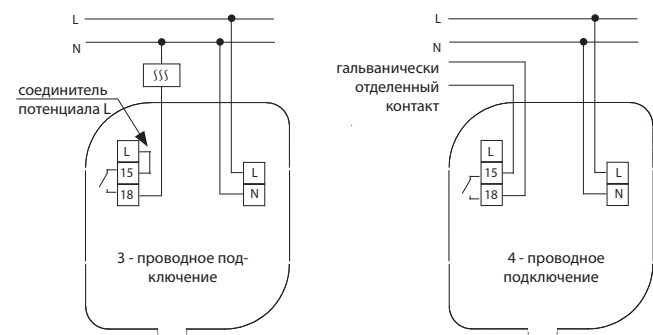 L
N
соединитель
потенциала L
L
15
18
L
N
3 - проводное под-
ключение
L
N
гальванически
отделенный
контакт
L
15
18
L
N
4 - проводное
подключение